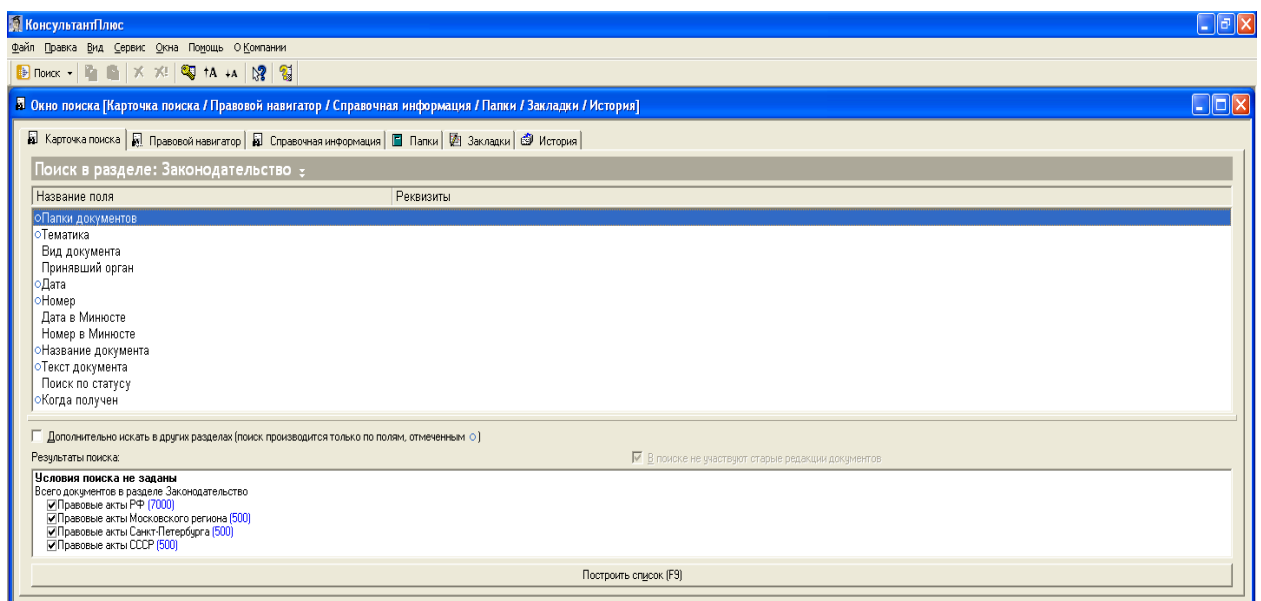 КонсультантПлюс
Файл Правка Вид Сервис Окна Помощь О Компании
Поиск
Окно поиска [Карточка поиска / Правовой навигатор / Справочная информация / Папки / Закладки / История]
Карточка поиска Правовой навигатор Справочная информация Папки Закладки История
Поиск в разделе: Законодательство
Название поля Реквизиты
Папки документов
Тематика
Вид документа
Принявший орган
Дата
Номер
Дата в Минюсте
Номер в Минюсте
Название документа
Текст документа
Поиск по статусу
Когда получен
Дополнительно искать в других разделах (поиск производится только по полям, отмеченным ○)
Результаты поиска: В поиске не участвуют старые редакции документов
Условия поиска не заданы
Всего документов в разделе Законодательство
Правовые акты РФ (7000)
Правовые акты Московского региона (500)
Правовые акты Санкт-Петербурга (500)
Правовые акты СССР (500)
Построить список (F9)